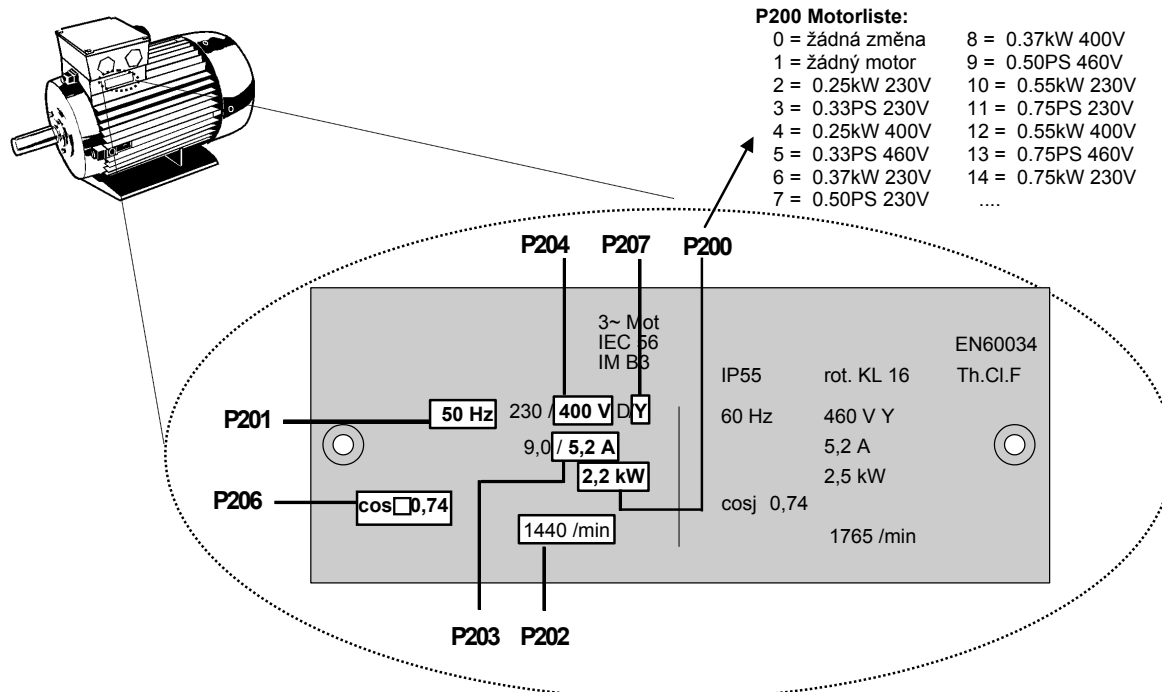 P200 Motorliste:
0 = žádná změna
1 = žádný motor
2 = 0.25kW 230V
3 = 0.33PS 230V
4 = 0.25kW 400V
5 = 0.33PS 460V
6 = 0.37kW 230V
7 = 0.50PS 230V
8 = 0.37kW 400V
9 = 0.50PS 460V
10 = 0.55kW 230V
11 = 0.75PS 230V
12 = 0.55kW 400V
13 = 0.75PS 460V
14 = 0.75kW 230V
....
P204 P207 P200
3~ Mot
IEC 56
IM B3
EN60034
IP55 rot. KL 16 Th.Cl.F
P201
50 Hz 230 / 400 V D/Y
60 Hz 460 V Y
9,0 / 5,2 A
5,2 A
2,2 kW
2,5 kW
P206
cos□0,74
cosj 0,74
1440 /min
1765 /min
P203 P202